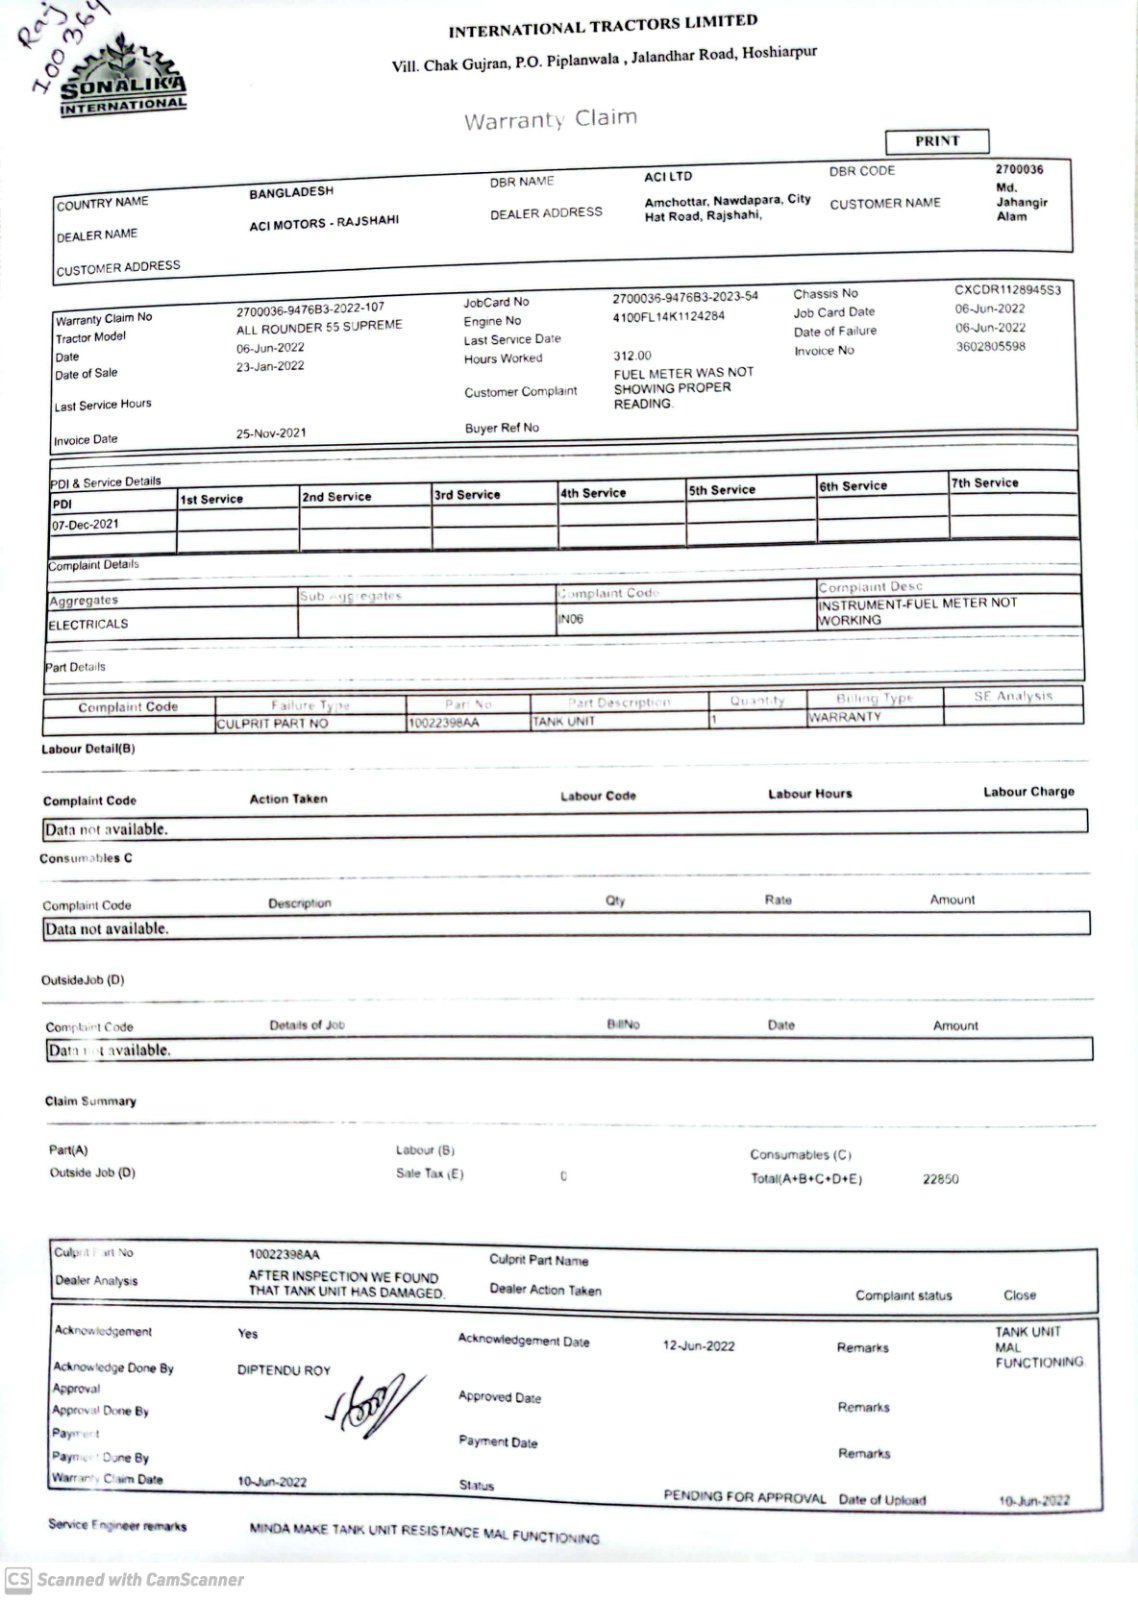 Raj
I00364
SONALIKA
INTERNATIONAL
INTERNATIONAL TRACTORS LIMITED
Vill. Chak Gujran, P.O. Piplanwala , Jalandhar Road, Hoshiarpur
Warranty Claim
PRINT
COUNTRY NAME BANGLADESH DBR NAME ACI LTD DBR CODE 2700036
DEALER NAME ACI MOTORS - RAJSHAHI DEALER ADDRESS Amchottar, Nawdapara, City Hat Road, Rajshahi, CUSTOMER NAME Md. Jahangir Alam
CUSTOMER ADDRESS
Warranty Claim No 2700036-9476B3-2022-107 JobCard No 2700036-9476B3-2023-54 Chassis No CXCDR1128945S3
Tractor Model ALL ROUNDER 55 SUPREME Engine No 4100FL14K1124284 Job Card Date 06-Jun-2022
Date 06-Jun-2022 Last Service Date Date of Failure 06-Jun-2022
Date of Sale 23-Jan-2022 Hours Worked 312.00 Invoice No 3602805598
Last Service Hours Customer Complaint FUEL METER WAS NOT
SHOWING PROPER
READING.
Invoice Date 25-Nov-2021 Buyer Ref No
PDI & Service Details
PDI 1st Service 2nd Service 3rd Service 4th Service 5th Service 6th Service 7th Service
07-Dec-2021
Complaint Details
Aggregates Sub Aggregates Complaint Code Complaint Desc
ELECTRICALS IN06 INSTRUMENT-FUEL METER NOT
WORKING
Part Details
Complaint Code Failure Type Part No Part Description Quantity Billing Type SE Analysis
CULPRIT PART NO 10022398AA TANK UNIT 1 WARRANTY
Labour Detail(B)
Complaint Code Action Taken Labour Code Labour Hours Labour Charge
Data not available.
Consumables C
Complaint Code Description Qty Rate Amount
Data not available.
OutsideJob (D)
Complaint Code Details of Job BillNo Date Amount
Data not available.
Claim Summary
Part(A) Labour (B) Consumables (C)
Outside Job (D) Sale Tax (E) 0 Total(A+B+C+D+E) 22850
Culprit Part No 10022398AA Culprit Part Name
Dealer Analysis AFTER INSPECTION WE FOUND
THAT TANK UNIT HAS DAMAGED. Dealer Action Taken Complaint status Close
Acknowledgement Yes Acknowledgement Date 12-Jun-2022 Remarks TANK UNIT
MAL
FUNCTIONING.
Acknowledge Done By DIPTENDU ROY
Approval Approved Date Remarks
Approval Done By
Payment Payment Date Remarks
Payment Done By
Warranty Claim Date 10-Jun-2022 Status PENDING FOR APPROVAL Date of Upload 10-Jun-2022
Service Engineer remarks MINDA MAKE TANK UNIT RESISTANCE MAL FUNCTIONING.
CS Scanned with CamScanner